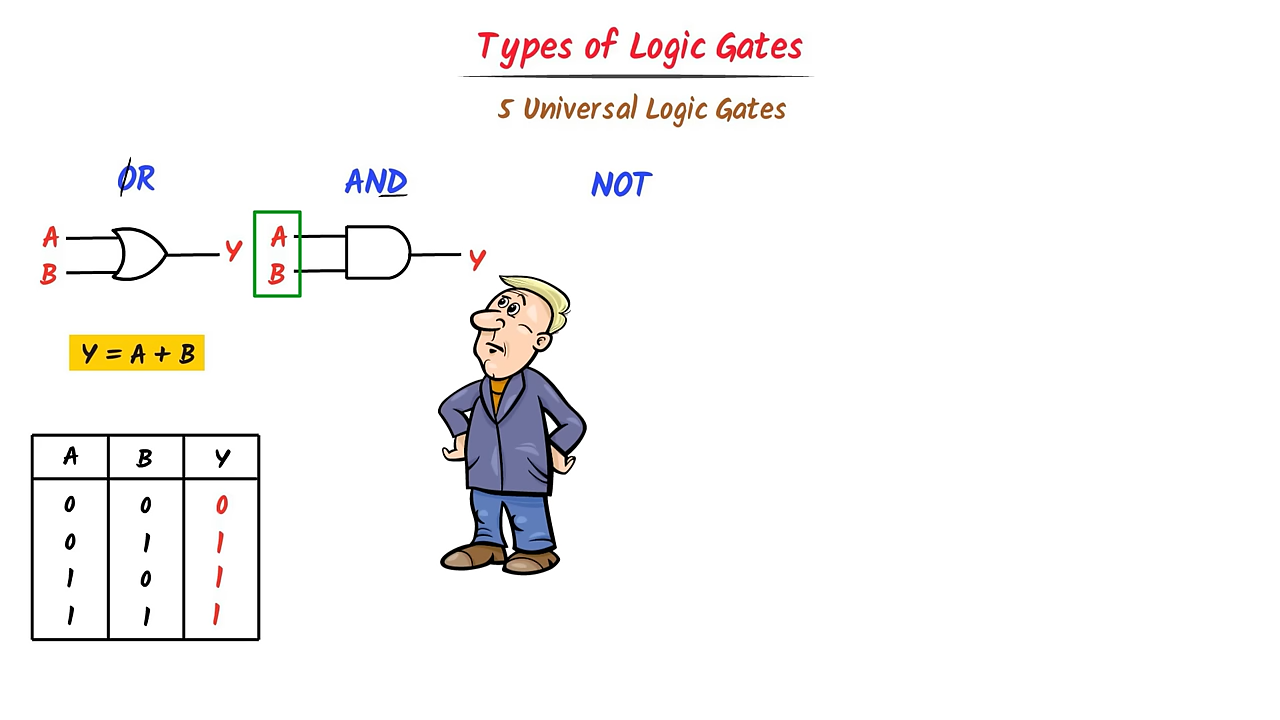 Types of Logic Gates
5 Universal Logic Gates
OR
AND
NOT
A
B
Y
A
B
Y
Y = A + B
A B Y
0 0 0
0 1 1
1 0 1
1 1 1